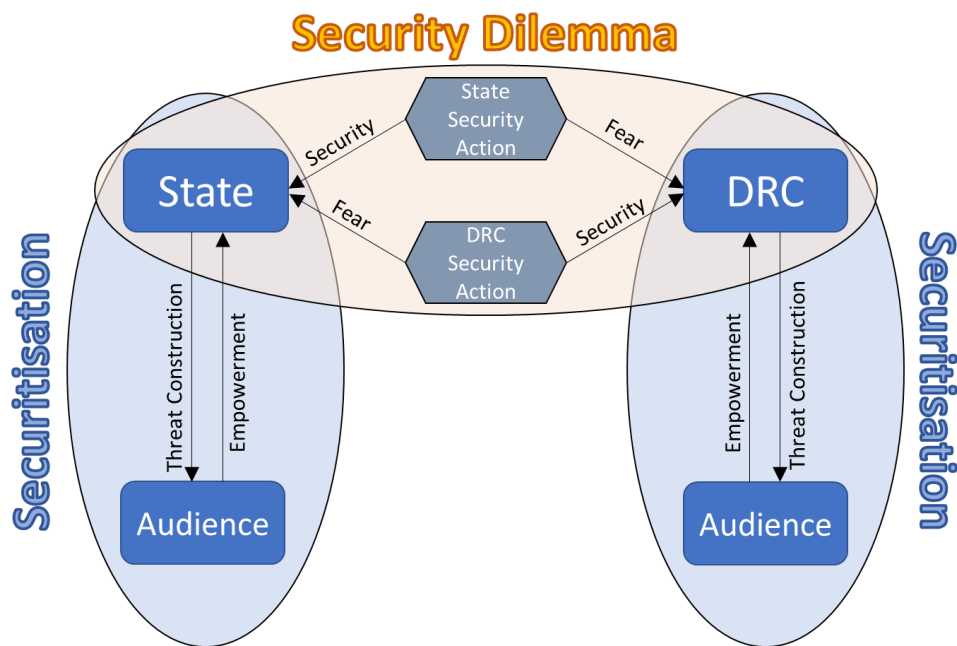 Security Dilemma
State
Security
Action
Security
Fear
State
DRC
Fear
Security
DRC
Security
Action
Securitisation
Securitisation
Threat Construction
Empowerment
Empowerment
Threat Construction
Audience
Audience